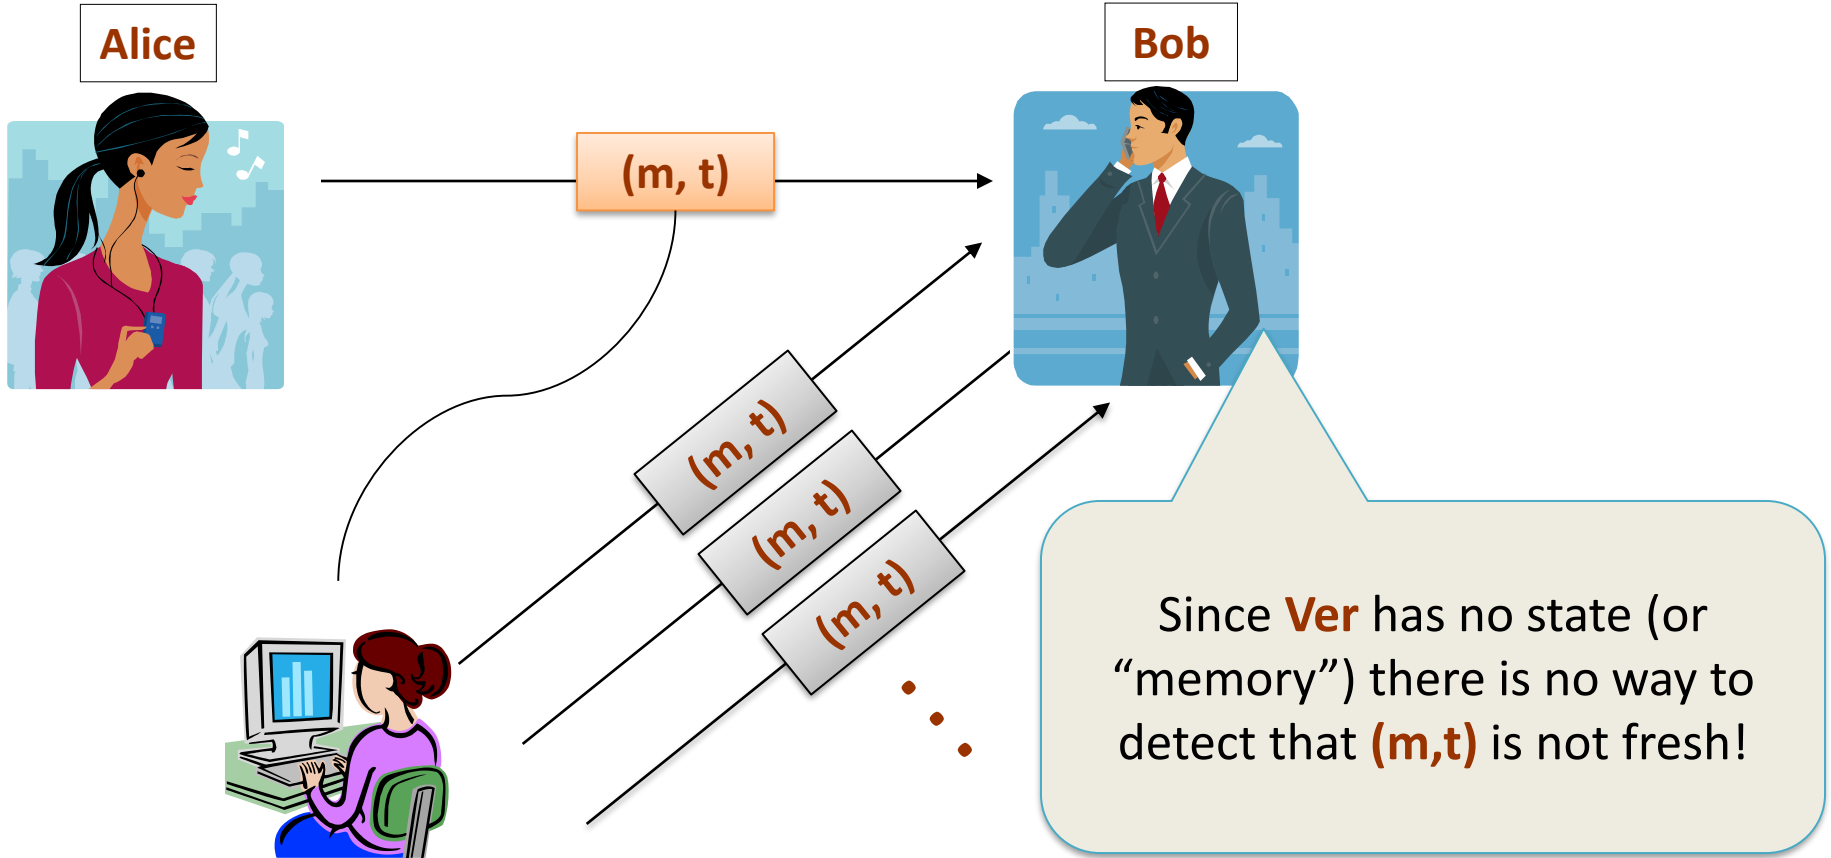 Alice
Bob
(m, t)
(m, t)
(m, t)
(m, t)
Since Ver has no state (or
“memory”) there is no way to
detect that (m,t) is not fresh!